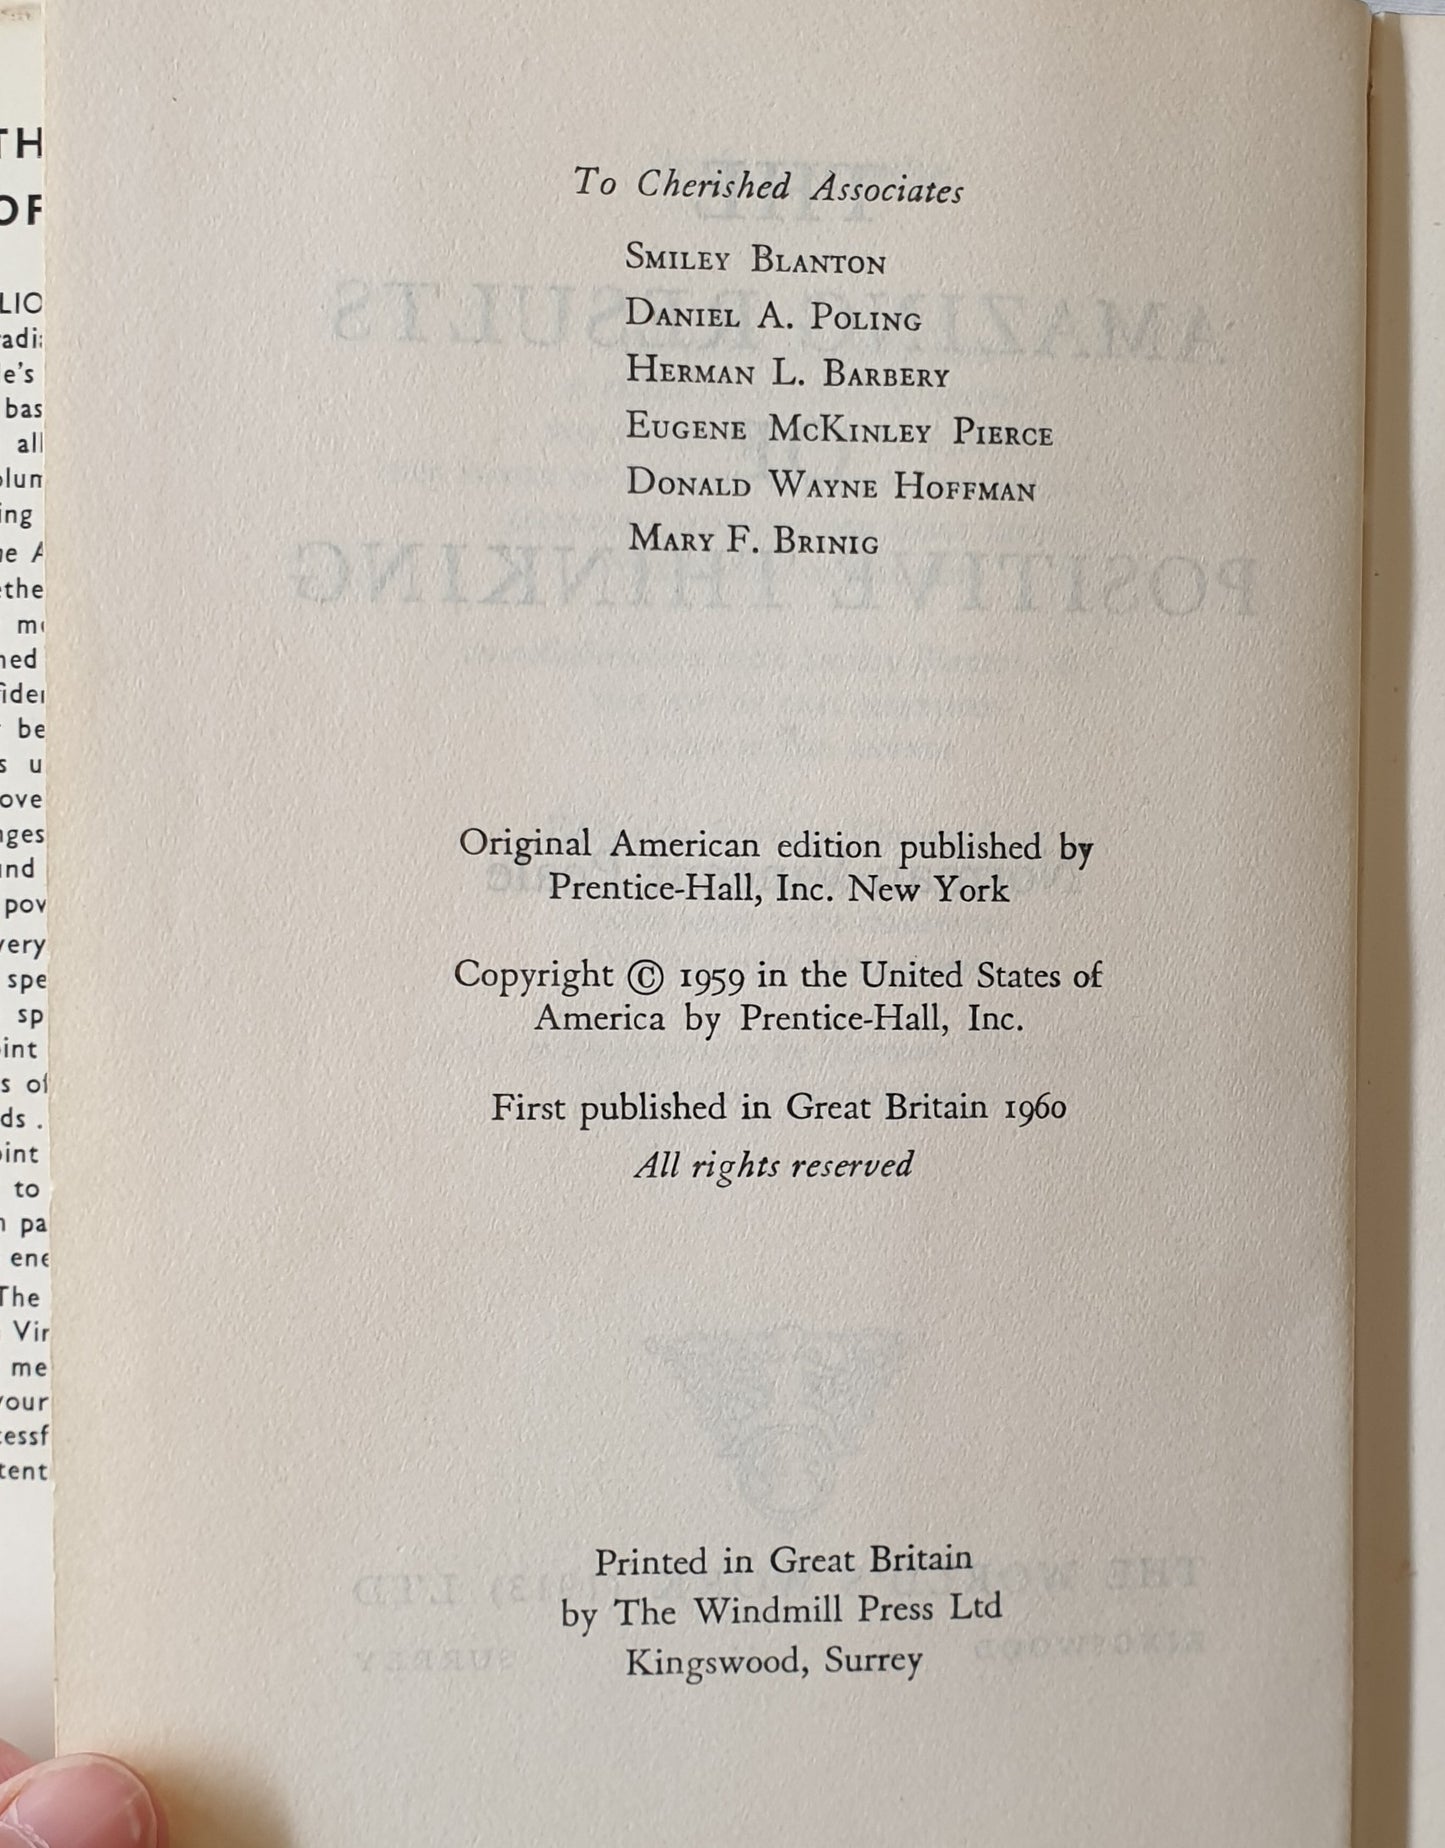 To Cherished Associates
SMILEY BLANTON
DANIEL A. POLING
HERMAN L. BARBERY
EUGENE MCKINLEY PIERCE
DONALD WAYNE HOFFMAN
MARY F. BRINIG
Original American edition published by
Prentice-Hall, Inc. New York
Copyright © 1959 in the United States of
America by Prentice-Hall, Inc.
First published in Great Britain 1960
All rights reserved
Printed in Great Britain
by The Windmill Press Ltd
Kingswood, Surrey